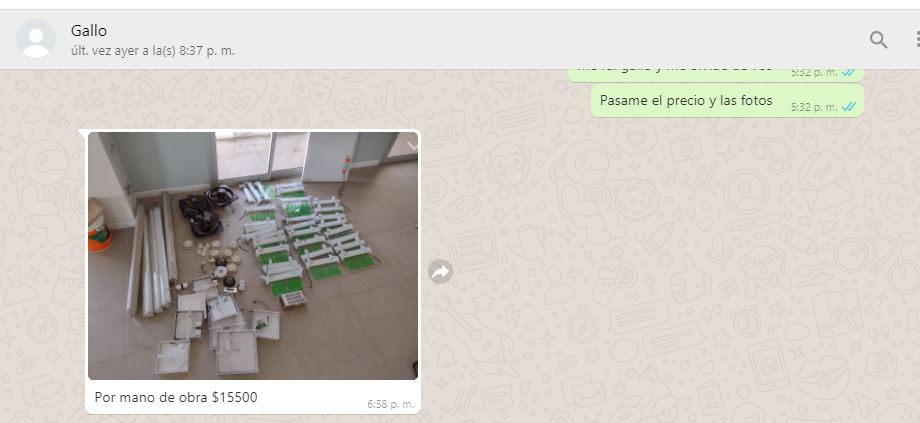 Gallo
últ. vez ayer a la(s) 8:37 p. m.
5:32 p. m.
Pasame el precio y las fotos
5:32 p. m.
Por mano de obra $15500
6:58 p. m.